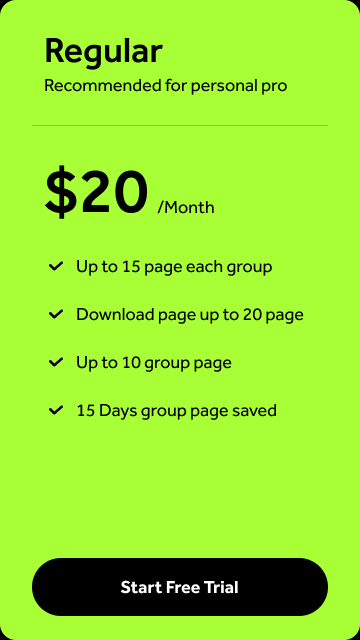 Regular
Recommended for personal pro
$20 /Month
Up to 15 page each group
Download page up to 20 page
Up to 10 group page
15 Days group page saved
Start Free Trial